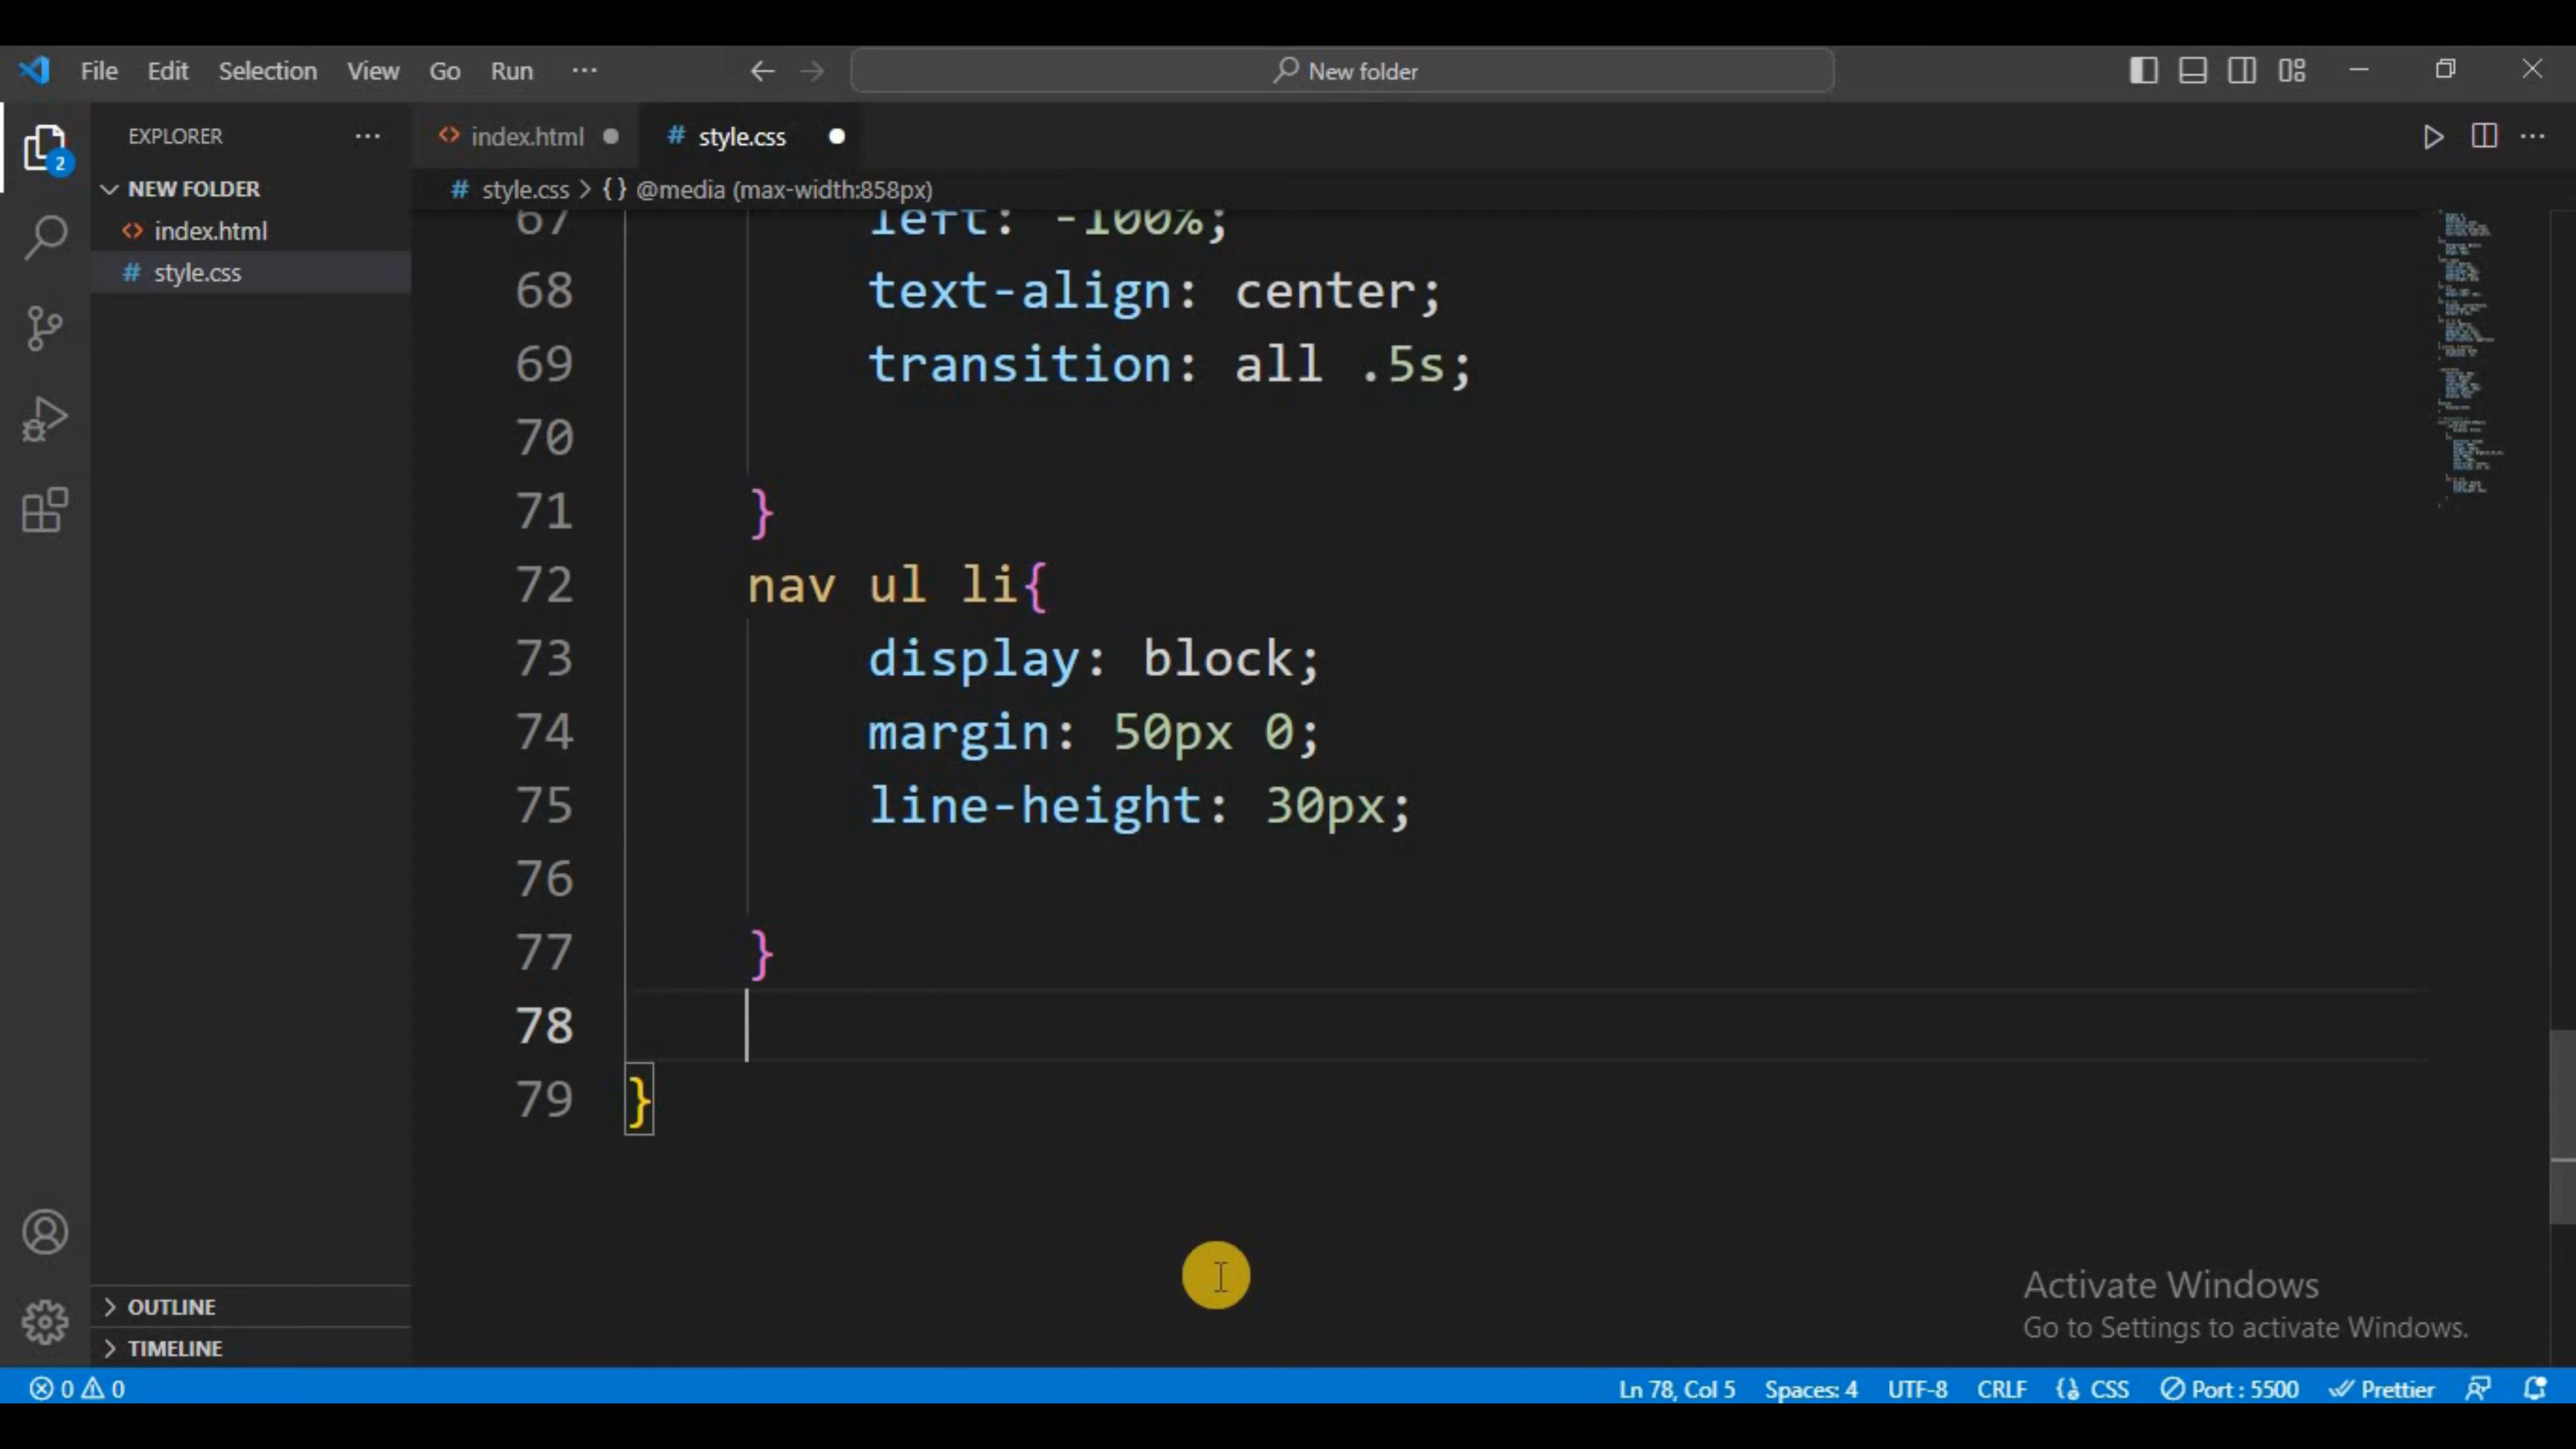 File Edit Selection View Go Run ··· New folder
EXPLORER ···
index.html
style.css
2
NEW FOLDER
index.html
style.css
style.css > {} @media (max-width:858px)
67 left: -100%;
68 text-align: center;
69 transition: all .5s;
70
71 }
72 nav ul li{
73 display: block;
74 margin: 50px 0;
75 line-height: 30px;
76
77 }
78
79 }
OUTLINE
TIMELINE
Activate Windows
Go to Settings to activate Windows.
0 0 Ln 78, Col 5 Spaces: 4 UTF-8 CRLF CSS Port : 5500 Prettier